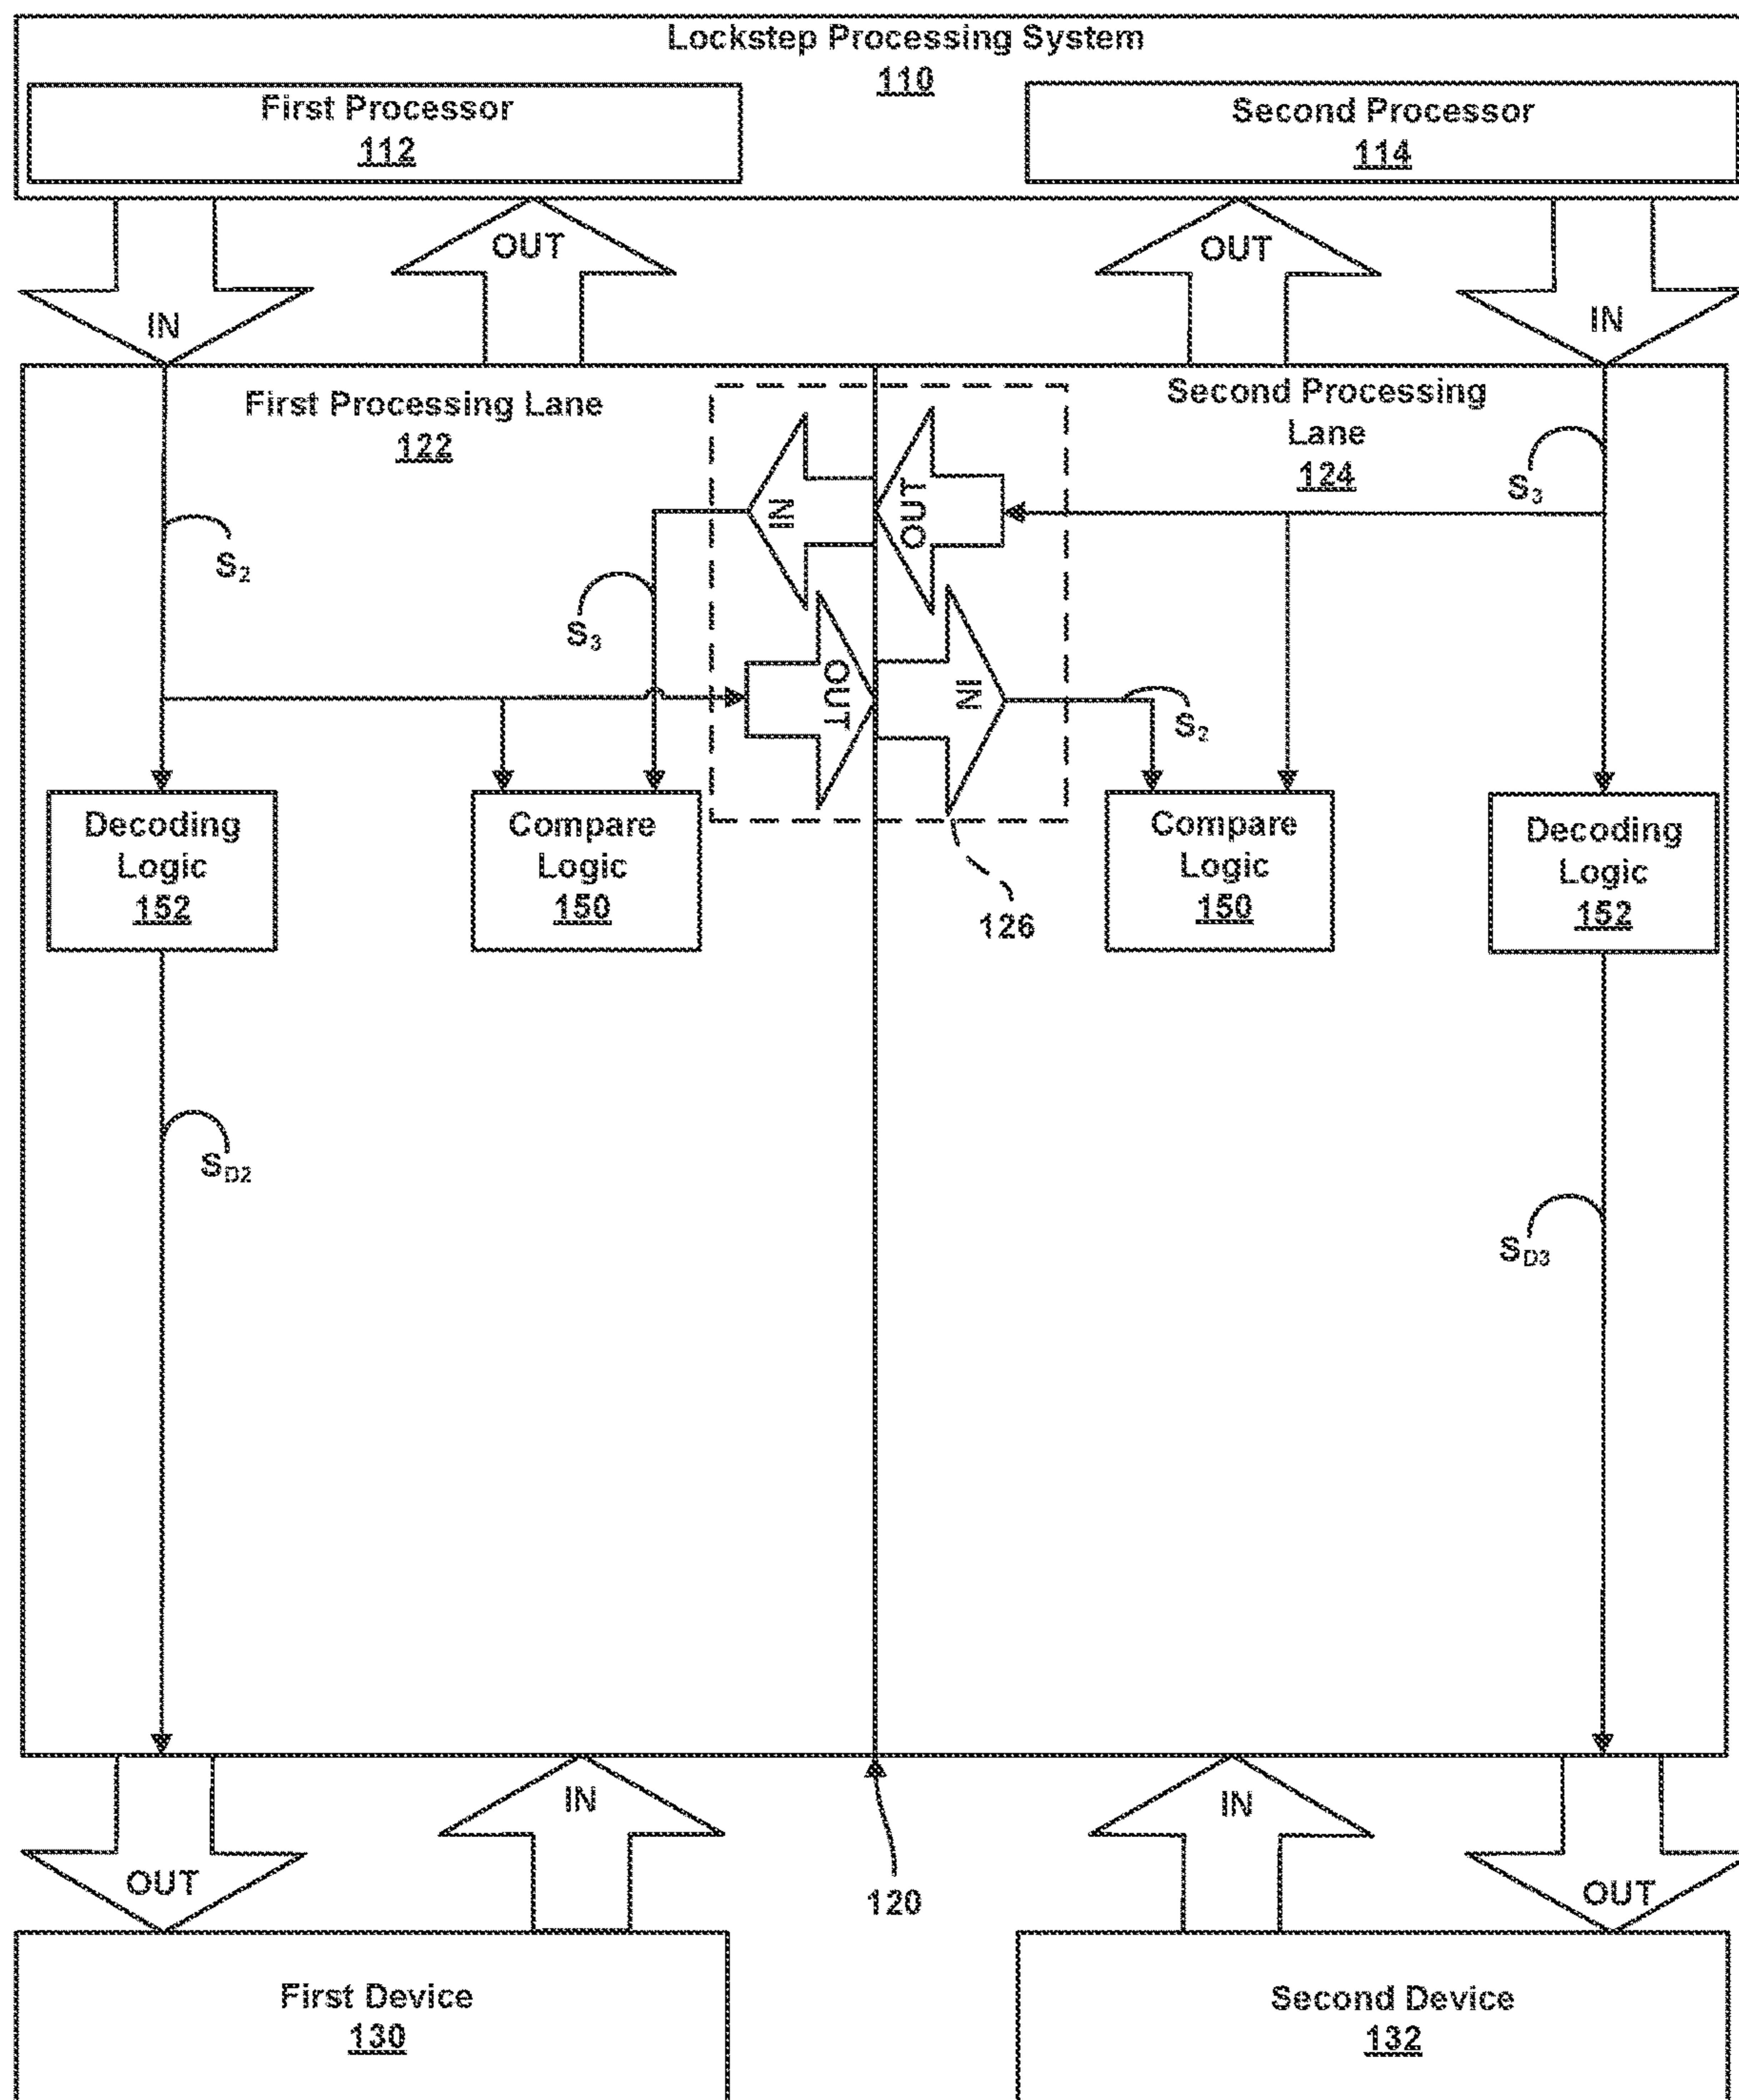 Lockstep Processing System
110
First Processor
112
Second Processor
114
IN
OUT
OUT
IN
First Processing Lane
122
Second Processing
Lane
124
S2
S3
IN
OUT
S3
OUT
IN
S2
Decoding
Logic
152
Compare
Logic
150
126
Compare
Logic
150
Decoding
Logic
152
SD2
SD3
OUT
IN
120
IN
OUT
First Device
130
Second Device
132